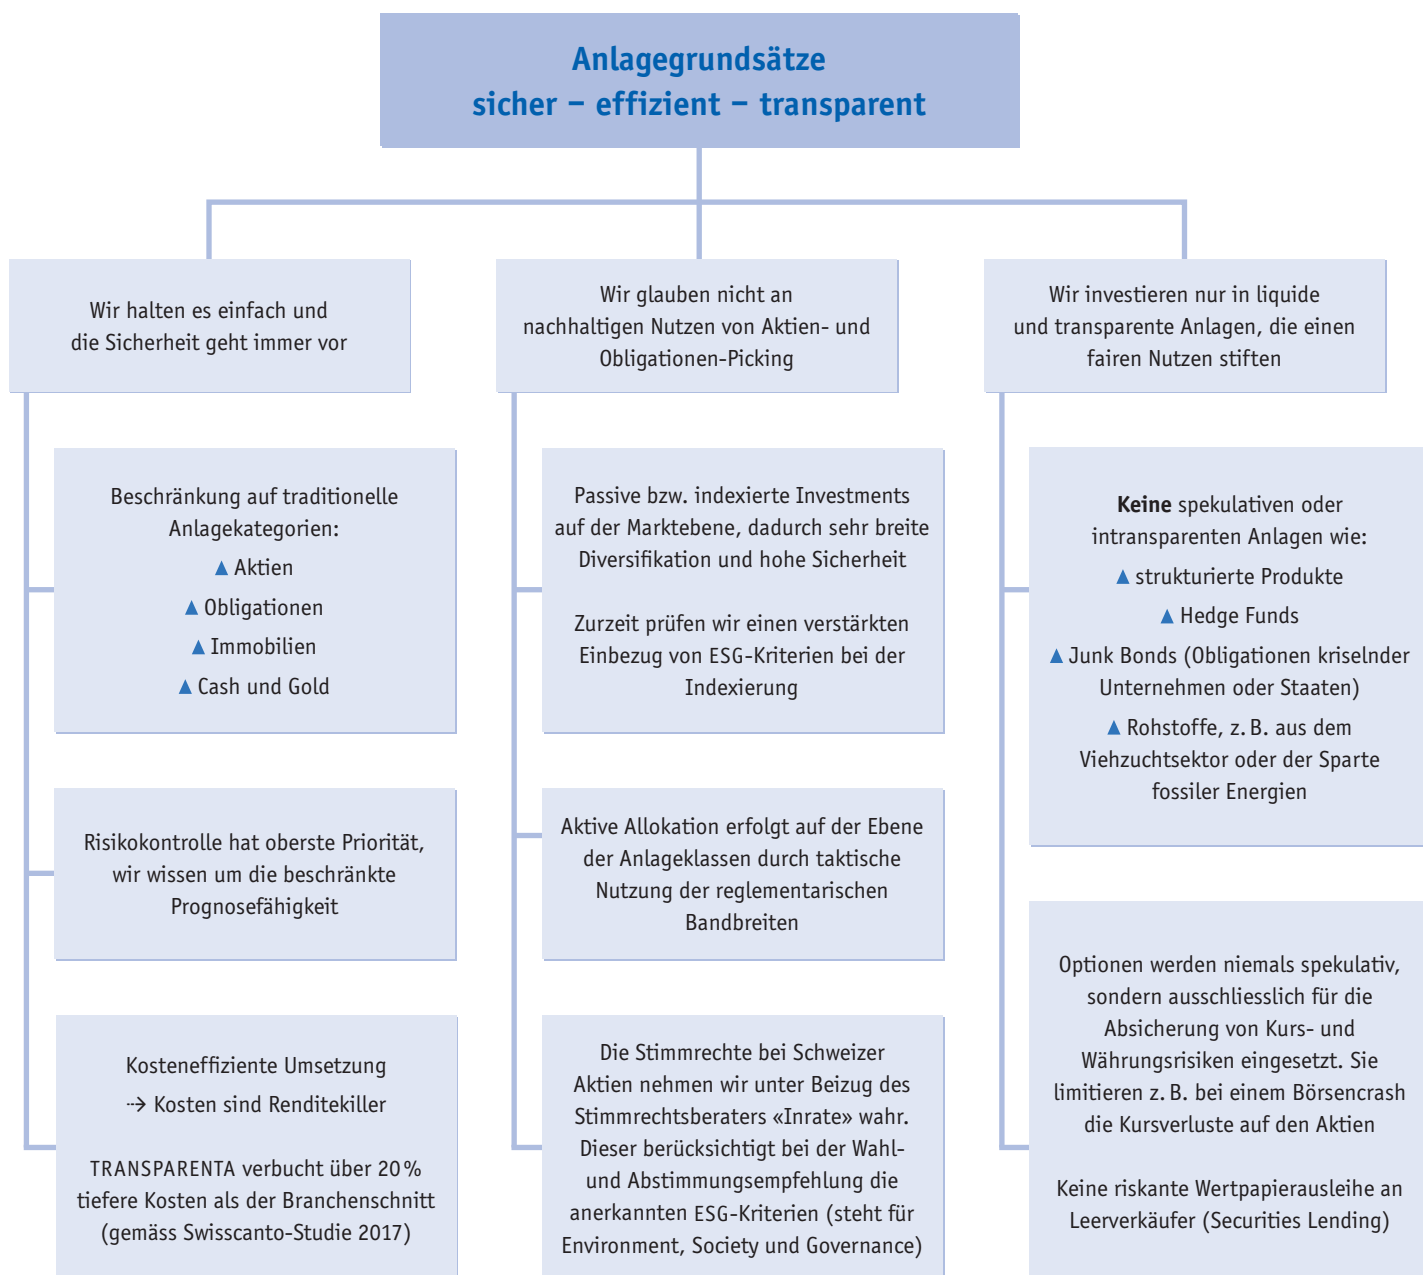 Anlagegrundsätze
sicher – effizient – transparent
Wir halten es einfach und
die Sicherheit geht immer vor
Beschränkung auf traditionelle
Anlagekategorien:
▲ Aktien
▲ Obligationen
▲ Immobilien
▲ Cash und Gold
Risikokontrolle hat oberste Priorität,
wir wissen um die beschränkte
Prognosefähigkeit
Kosteneffiziente Umsetzung
⇢ Kosten sind Renditekiller
TRANSPARENTA verbucht über 20 %
tiefere Kosten als der Branchenschnitt
(gemäss Swisscanto-Studie 2017)
Wir glauben nicht an
nachhaltigen Nutzen von Aktien- und
Obligationen-Picking
Passive bzw. indexierte Investments
auf der Marktebene, dadurch sehr breite
Diversifikation und hohe Sicherheit
Zurzeit prüfen wir einen verstärkten
Einbezug von ESG-Kriterien bei der
Indexierung
Aktive Allokation erfolgt auf der Ebene
der Anlageklassen durch taktische
Nutzung der reglementarischen
Bandbreiten
Die Stimmrechte bei Schweizer
Aktien nehmen wir unter Beizug des
Stimmrechtsberaters «Inrate» wahr.
Dieser berücksichtigt bei der Wahl-
und Abstimmungsempfehlung die
anerkannten ESG-Kriterien (steht für
Environment, Society und Governance)
Wir investieren nur in liquide
und transparente Anlagen, die einen
fairen Nutzen stiften
Keine spekulativen oder
intransparenten Anlagen wie:
▲ strukturierte Produkte
▲ Hedge Funds
▲ Junk Bonds (Obligationen kriselnder
Unternehmen oder Staaten)
▲ Rohstoffe, z. B. aus dem
Viehzuchtsektor oder der Sparte
fossiler Energien
Optionen werden niemals spekulativ,
sondern ausschliesslich für die
Absicherung von Kurs- und
Währungsrisiken eingesetzt. Sie
limitieren z. B. bei einem Börsencrash
die Kursverluste auf den Aktien
Keine riskante Wertpapierausleihe an
Leerverkäufer (Securities Lending)